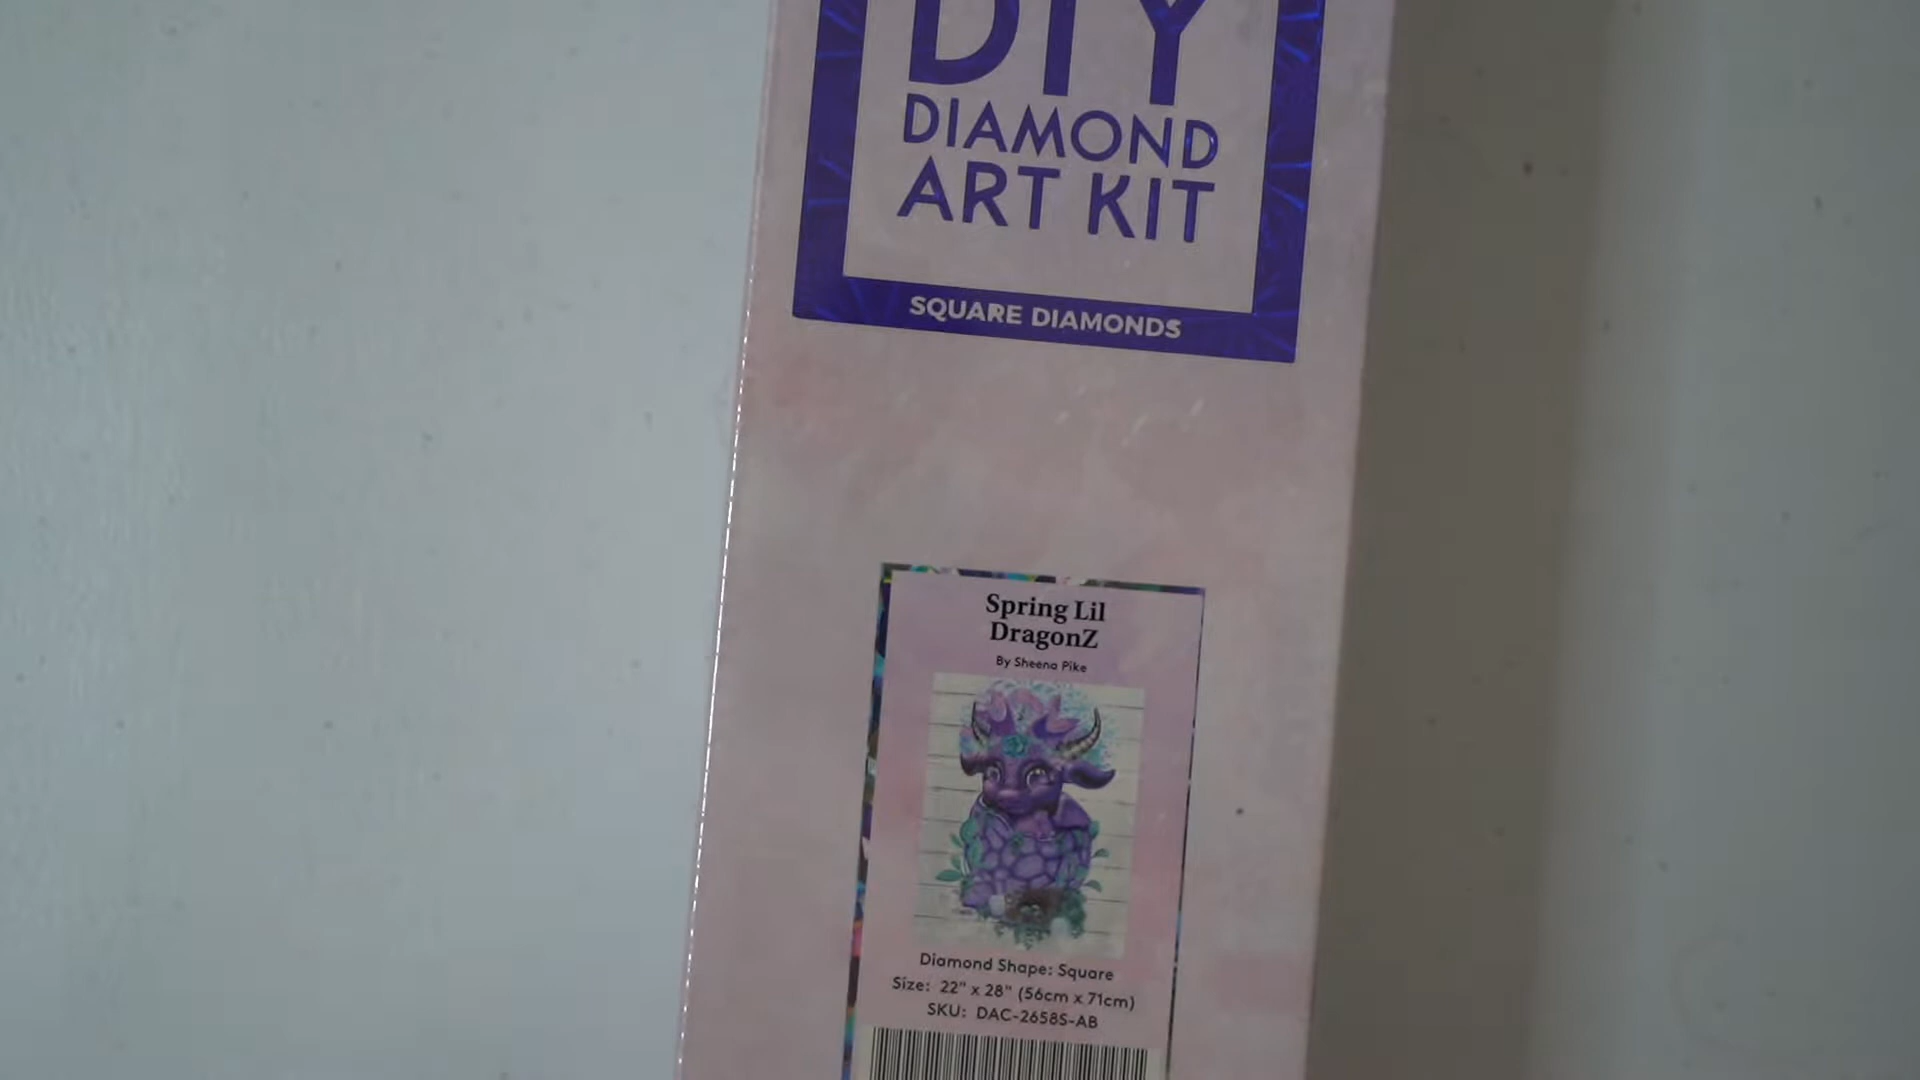 DIY
DIAMOND
ART KIT
SQUARE DIAMONDS
Spring Lil
DragonZ
By Sheena Pike
Diamond Shape: Square
Size: 22" x 28" (56cm x 71cm)
SKU: DAC-2658S-AB